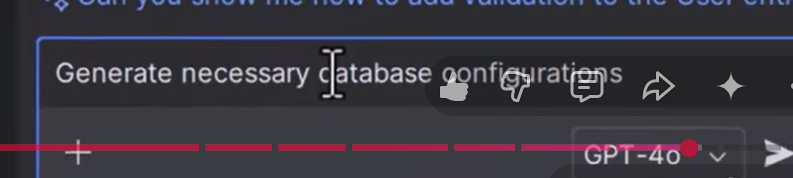 Can you show me how to add validation to the User enti
Generate necessary database configurations
GPT-4o